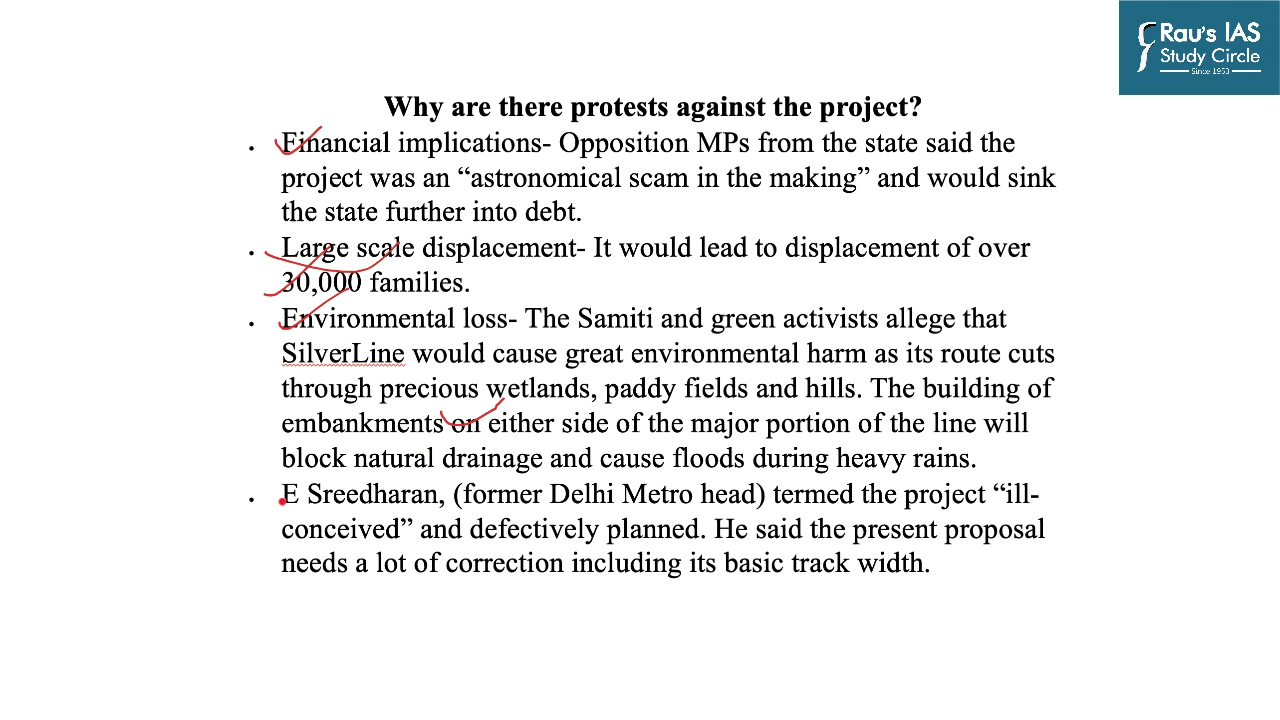 Rau's IAS
Study Circle
Since 1953
Why are there protests against the project?
• Financial implications- Opposition MPs from the state said the
project was an “astronomical scam in the making” and would sink
the state further into debt.
• Large scale displacement- It would lead to displacement of over
30,000 families.
• Environmental loss- The Samiti and green activists allege that
SilverLine would cause great environmental harm as its route cuts
through precious wetlands, paddy fields and hills. The building of
embankments on either side of the major portion of the line will
block natural drainage and cause floods during heavy rains.
• E Sreedharan, (former Delhi Metro head) termed the project “ill-
conceived” and defectively planned. He said the present proposal
needs a lot of correction including its basic track width.